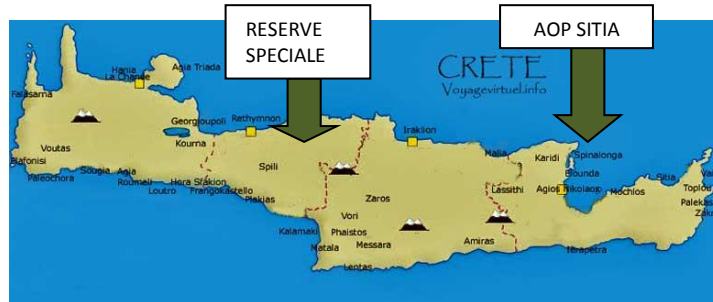 RESERVE
SPECIALE
AOP SITIA
CRETE
Voyagevirtuel.info
Hania
La Chanée
Agia Triada
Falasarna
Georgioupoli
Rethymnon
Iraklion
Voutas
Kourna
Spili
Malia
Karidi
Spinalonga
Elounda
Elafonisi
Paleochora
Sougia
Agia
Roumeli
Loutro
Hora Sfakion
Frangokastello
Plakias
Zaros
Lassithi
Agios Nikolaos
Mochlos
Sitia
Toplou
Kalamaki
Vori
Phaistos
Matala
Messara
Amiras
Lentas
Ierapetra